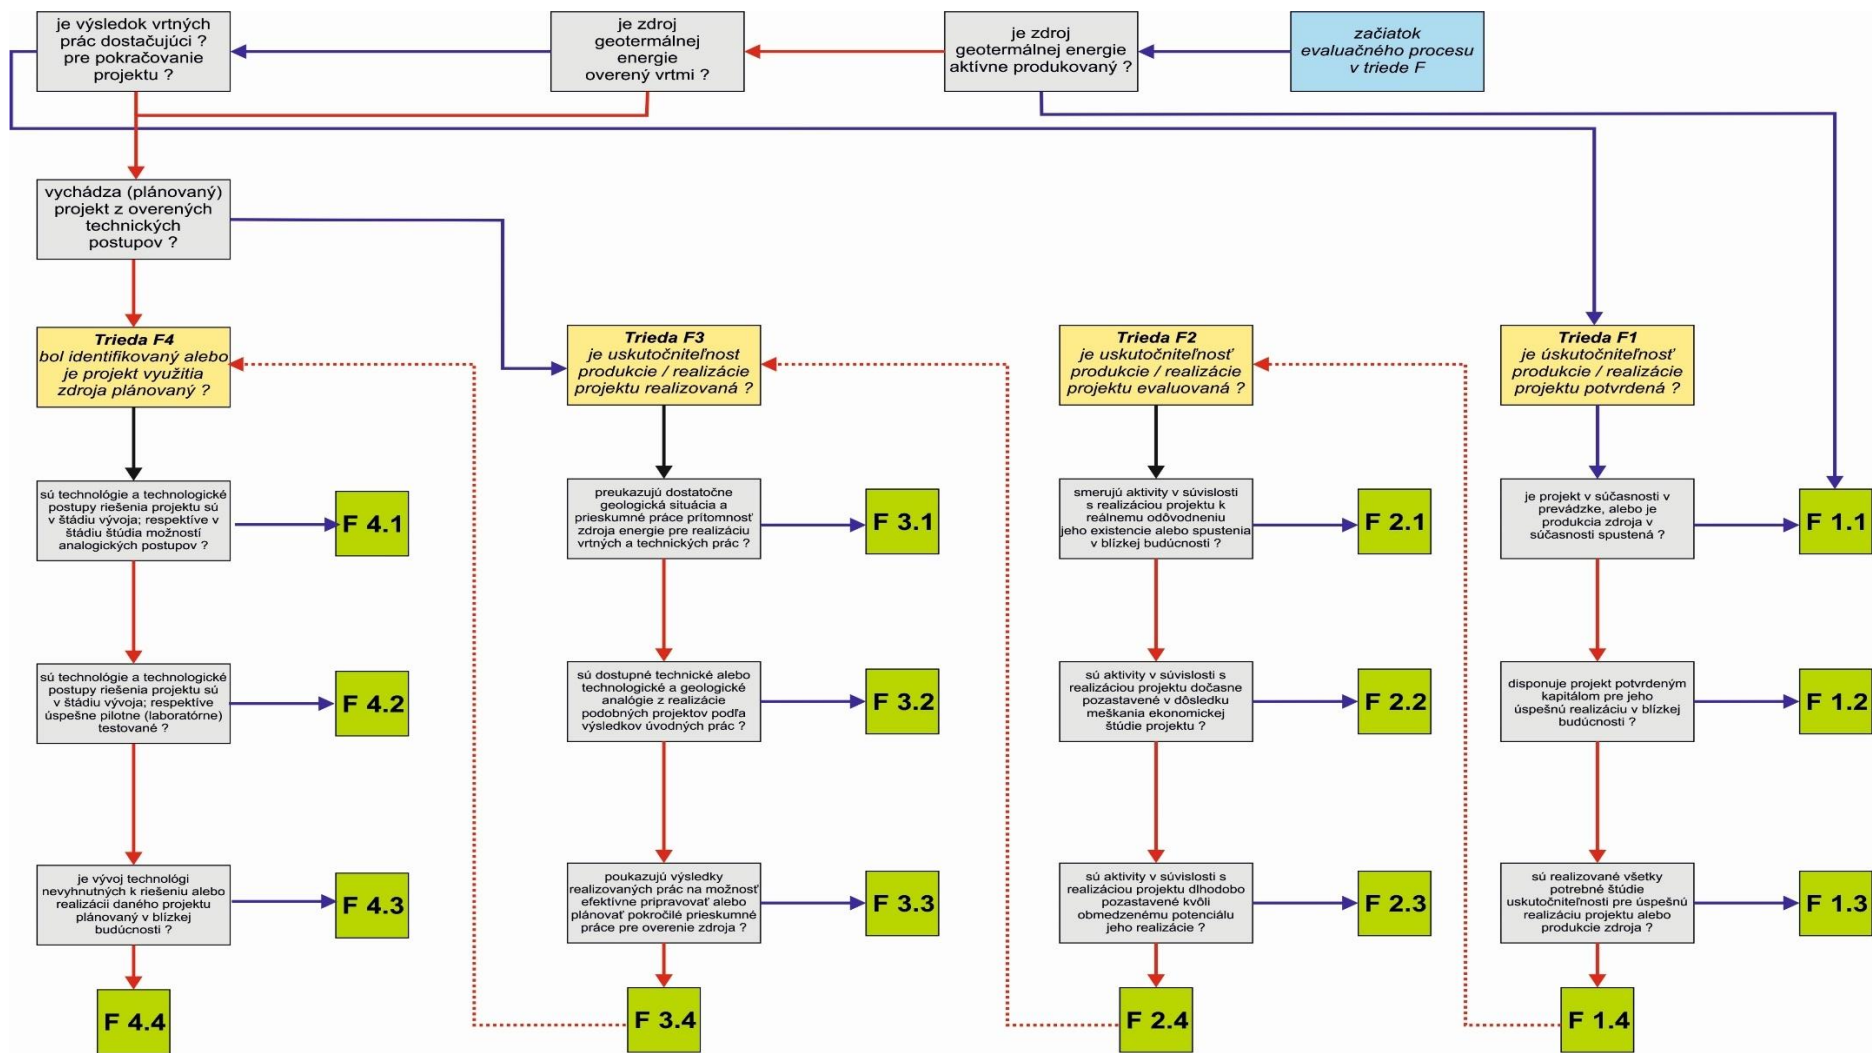 je výsledok vrtných
prác dostačujúci ?
pre pokračovanie
projektu ?
je zdroj
geotermálnej
energie
overený vrtmi ?
je zdroj
geotermálnej energie
aktívne produkovaný ?
začiatok
evaluačného procesu
v triede F
vychádza (plánovaný)
projekt z overených
technických
postupov ?
Trieda F4
bol identifikovaný alebo
je projekt využitia
zdroja plánovaný ?
Trieda F3
je uskutočniteľnost
produkcie / realizácie
projektu realizovaná ?
Trieda F2
je uskutočniteľnosť
produkcie / realizácie
projektu evaluovaná ?
Trieda F1
je úskutočniteľnosť
produkcie / realizácie
projektu potvrdená ?
sú technológie a technologické
postupy riešenia projektu sú
v štádiu vývoja; respektíve v
štádiu štúdia možností
analogických postupov ?
F 4.1
preukazujú dostatočne
geologická situácia a
prieskumné práce prítomnosť
zdroja energie pre realizáciu
vrtných a technických prác ?
F 3.1
smerujú aktivity v súvislosti
s realizáciou projektu k
reálnemu odôvodneniu
jeho existencie alebo spustenia
v blízkej budúcnosti ?
F 2.1
je projekt v súčasnosti v
prevádzke, alebo je
produkcia zdroja v
súčasnosti spustená ?
F 1.1
sú technológie a technologické
postupy riešenia projektu sú
v štádiu vývoja; respektíve
úspešne pilotne (laboratórne)
testované ?
F 4.2
sú dostupné technické alebo
technologické a geologické
analógie z realizácie
podobných projektov podľa
výsledkov úvodných prác ?
F 3.2
sú aktivity v súvislosti s
realizáciou projektu dočasne
pozastavené v dôsledku
meškania ekonomickej
štúdie projektu ?
F 2.2
disponuje projekt potvrdeným
kapitálom pre jeho
úspešnú realizáciu v blízkej
budúcnosti ?
F 1.2
je vývoj technológi
nevyhnutných k riešeniu alebo
realizácii daného projektu
plánovaný v blízkej
budúcnosti ?
F 4.3
poukazujú výsledky
realizovaných prác na možnosť
efektívne pripravovať alebo
plánovať pokročilé prieskumné
práce pre overenie zdroja ?
F 3.3
sú aktivity v súvislosti s
realizáciou projektu dlhodobo
pozastavené kvôli
obmedzenému potenciálu
jeho realizácie ?
F 2.3
sú realizované všetky
potrebné štúdie
uskutočniteľnosti pre úspešnú
realizáciu projektu alebo
produkcie zdroja ?
F 1.3
F 4.4
F 3.4
F 2.4
F 1.4